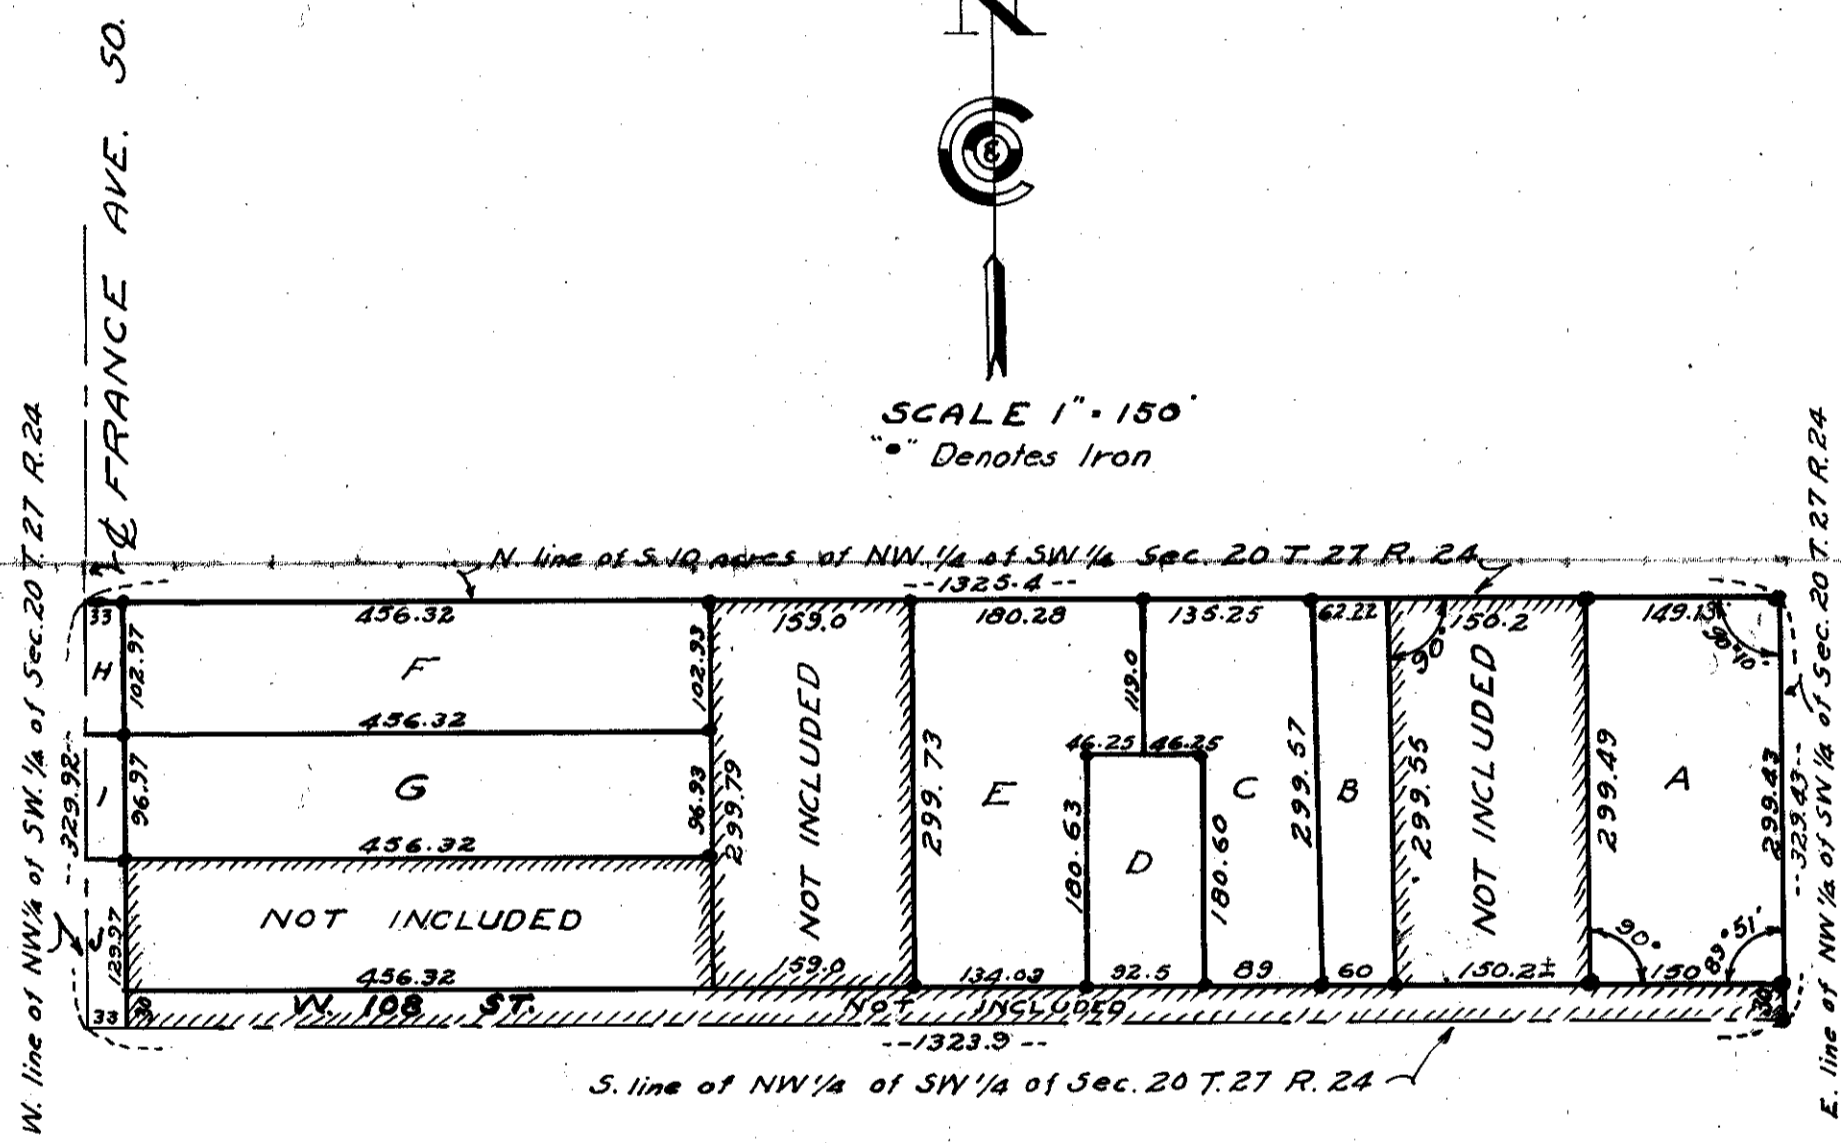 N
SCALE 1" = 150'
"•" Denotes Iron
℄ FRANCE AVE. SO.
W. line of NW 1/4 of SW. 1/4 of Sec. 20 T. 27 R. 24
--329.92--
E. line of NW 1/4 of SW 1/4 of Sec. 20 T. 27 R. 24
--329.43--
N. line of S. 10 acres of NW. 1/4 of SW 1/4 Sec. 20 T. 27 R. 24
--1325.4--
33
456.32
159.0
180.28
135.25
62.22
150.2
149.13
H
102.97
F
102.93
119.0
90°
456.32
I
96.97
G
96.93
299.79
NOT INCLUDED
299.73
E
46.25
46.25
180.63
D
180.60
C
299.57
B
299.55
NOT INCLUDED
299.49
A
299.43
456.32
NOT INCLUDED
129.97
90°
89°51'
456.32
159.0
134.03
92.5
89
60
150.2±
150
33
30
W. 108 ST.
NOT INCLUDED
30
--1323.9--
S. line of NW 1/4 of SW 1/4 of Sec. 20 T. 27 R. 24